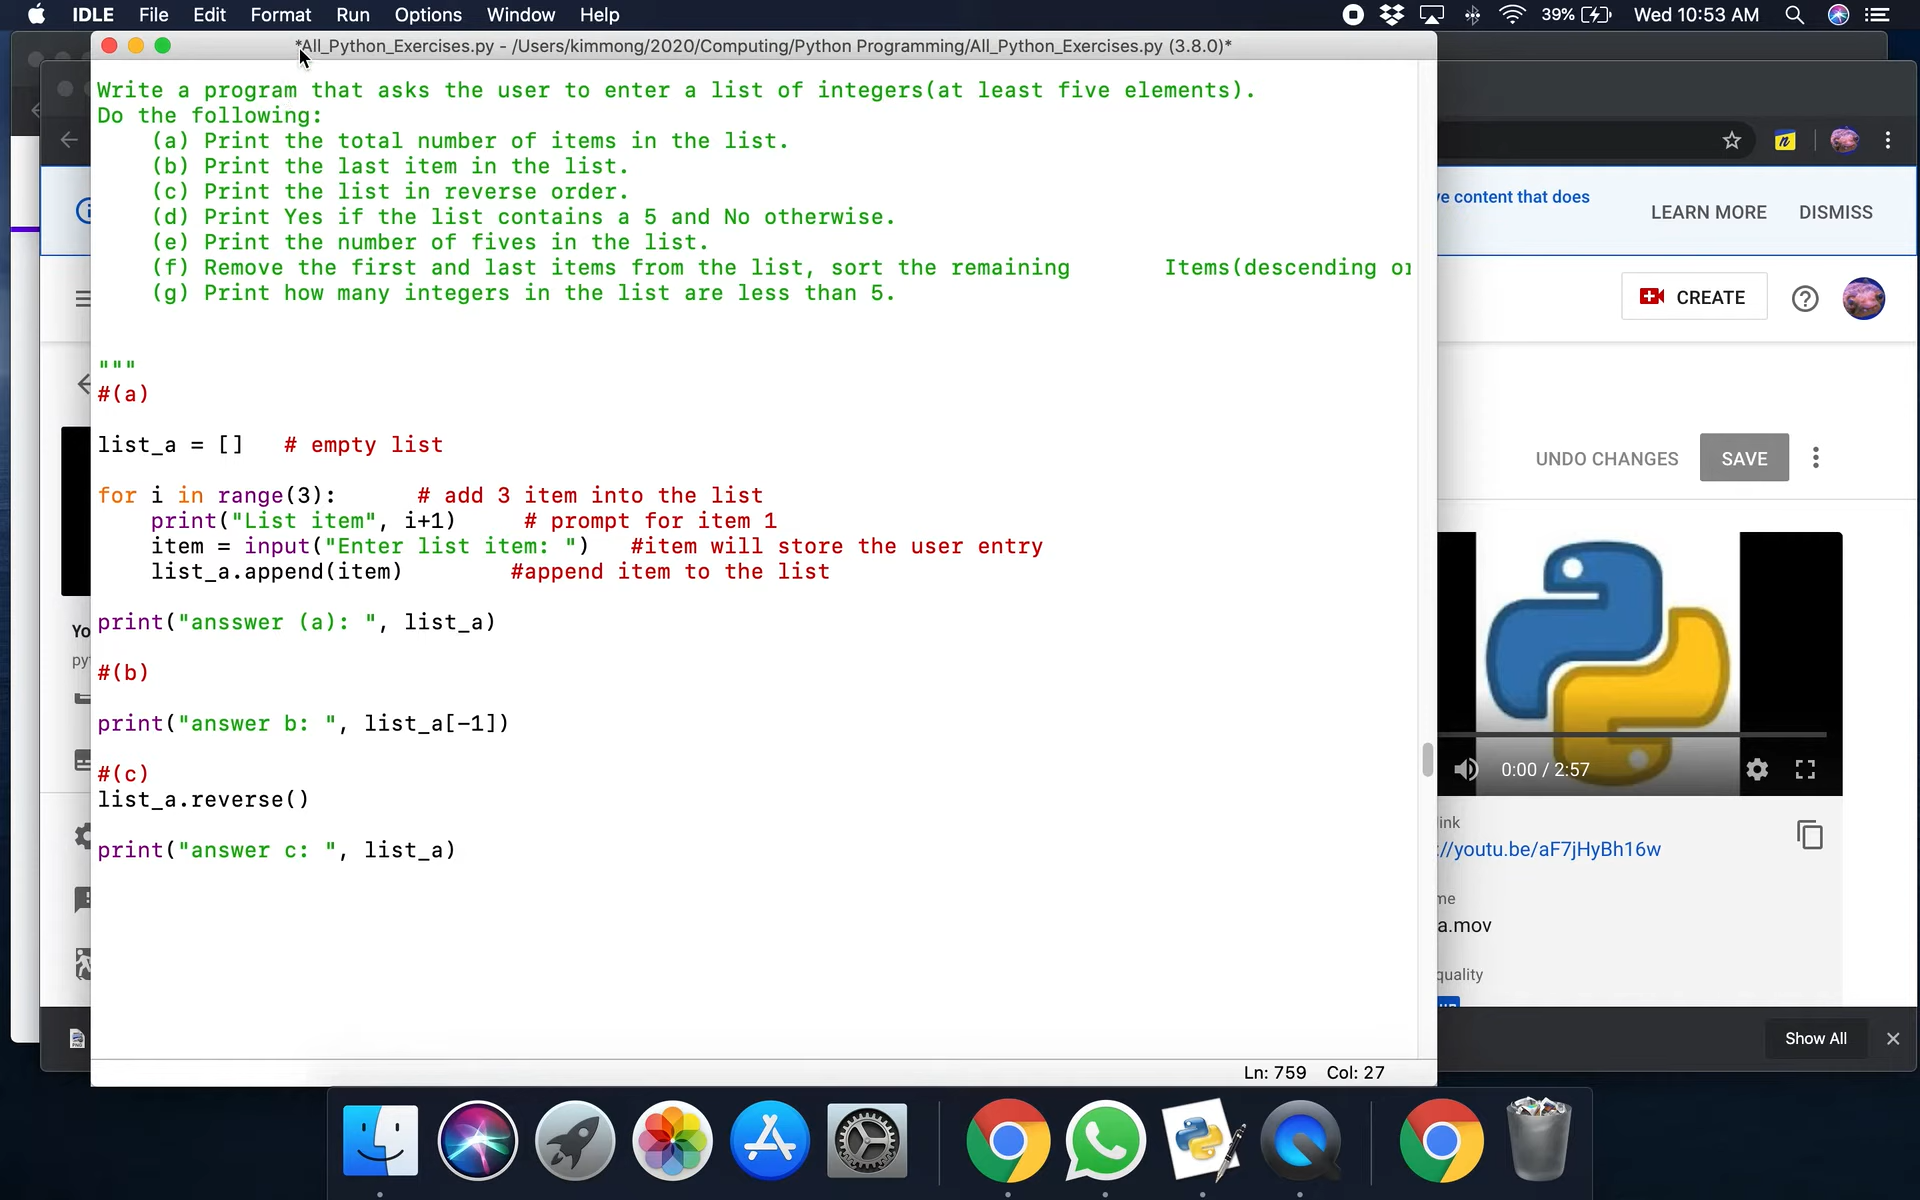 IDLE File Edit Format Run Options Window Help 39% Wed 10:53 AM
*All_Python_Exercises.py - /Users/kimmong/2020/Computing/Python Programming/All_Python_Exercises.py (3.8.0)*
Write a program that asks the user to enter a list of integers(at least five elements).
Do the following:
(a) Print the total number of items in the list.
(b) Print the last item in the list.
(c) Print the list in reverse order.
(d) Print Yes if the list contains a 5 and No otherwise.
(e) Print the number of fives in the list.
(f) Remove the first and last items from the list, sort the remaining Items(descending
(g) Print how many integers in the list are less than 5.
"""
#(a)
list_a = [] # empty list
for i in range(3): # add 3 item into the list
print("List item", i+1) # prompt for item 1
item = input("Enter list item: ") #item will store the user entry
list_a.append(item) #append item to the list
print("ansswer (a): ", list_a)
#(b)
print("answer b: ", list_a[-1])
#(c)
list_a.reverse()
print("answer c: ", list_a)
Ln: 759 Col: 27
content that does
LEARN MORE DISMISS
CREATE
UNDO CHANGES SAVE
0:00 / 2:57
://youtu.be/aF7jHyBh16w
a.mov
Show All